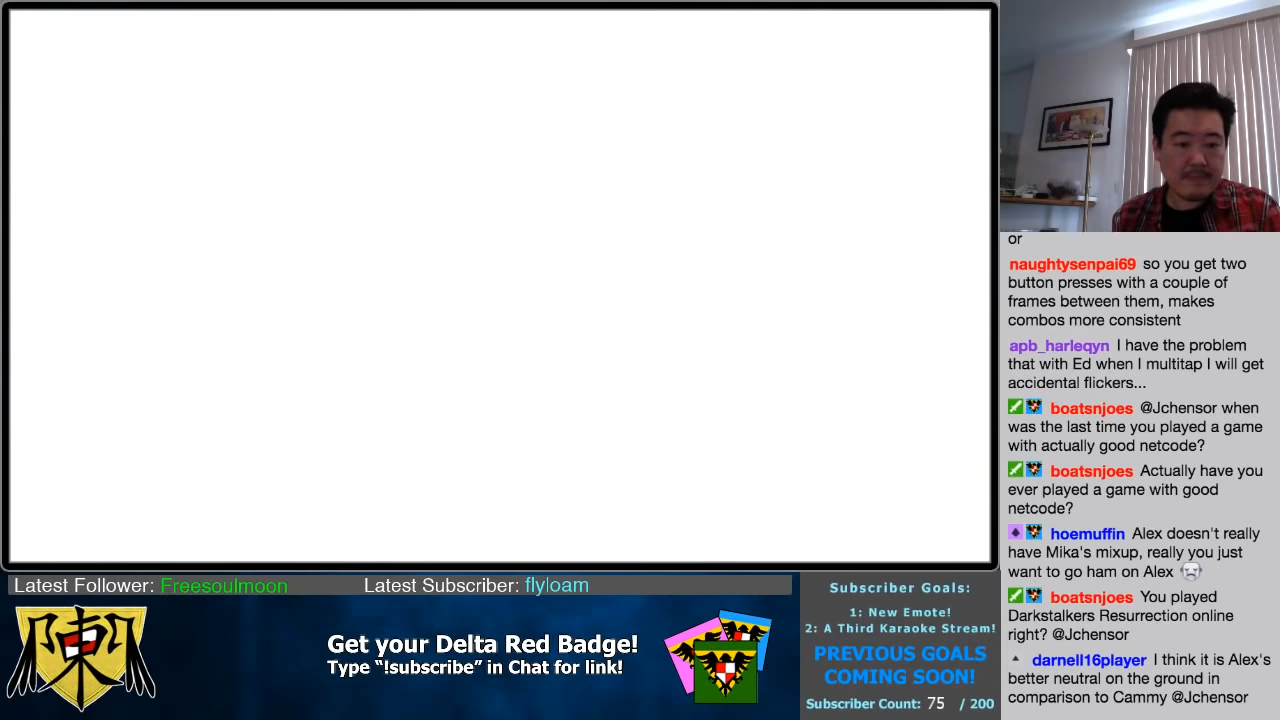 or
naughtysenpai69 so you get two
button presses with a couple of
frames between them, makes
combos more consistent
apb_harleqyn I have the problem
that with Ed when I multitap I will get
accidental flickers...
boatsnjoes @Jchensor when
was the last time you played a game
with actually good netcode?
boatsnjoes Actually have you
ever played a game with good
netcode?
hoemuffin Alex doesn't really
have Mika's mixup, really you just
want to go ham on Alex
boatsnjoes You played
Darkstalkers Resurrection online
right? @Jchensor
darnell16player I think it is Alex's
better neutral on the ground in
comparison to Cammy @Jchensor
Latest Follower: Freesoulmoon
Latest Subscriber: flyloam
Get your Delta Red Badge!
Type “!subscribe” in Chat for link!
Subscriber Goals:
1: New Emote!
2: A Third Karaoke Stream!
PREVIOUS GOALS
COMING SOON!
Subscriber Count: 75 / 200